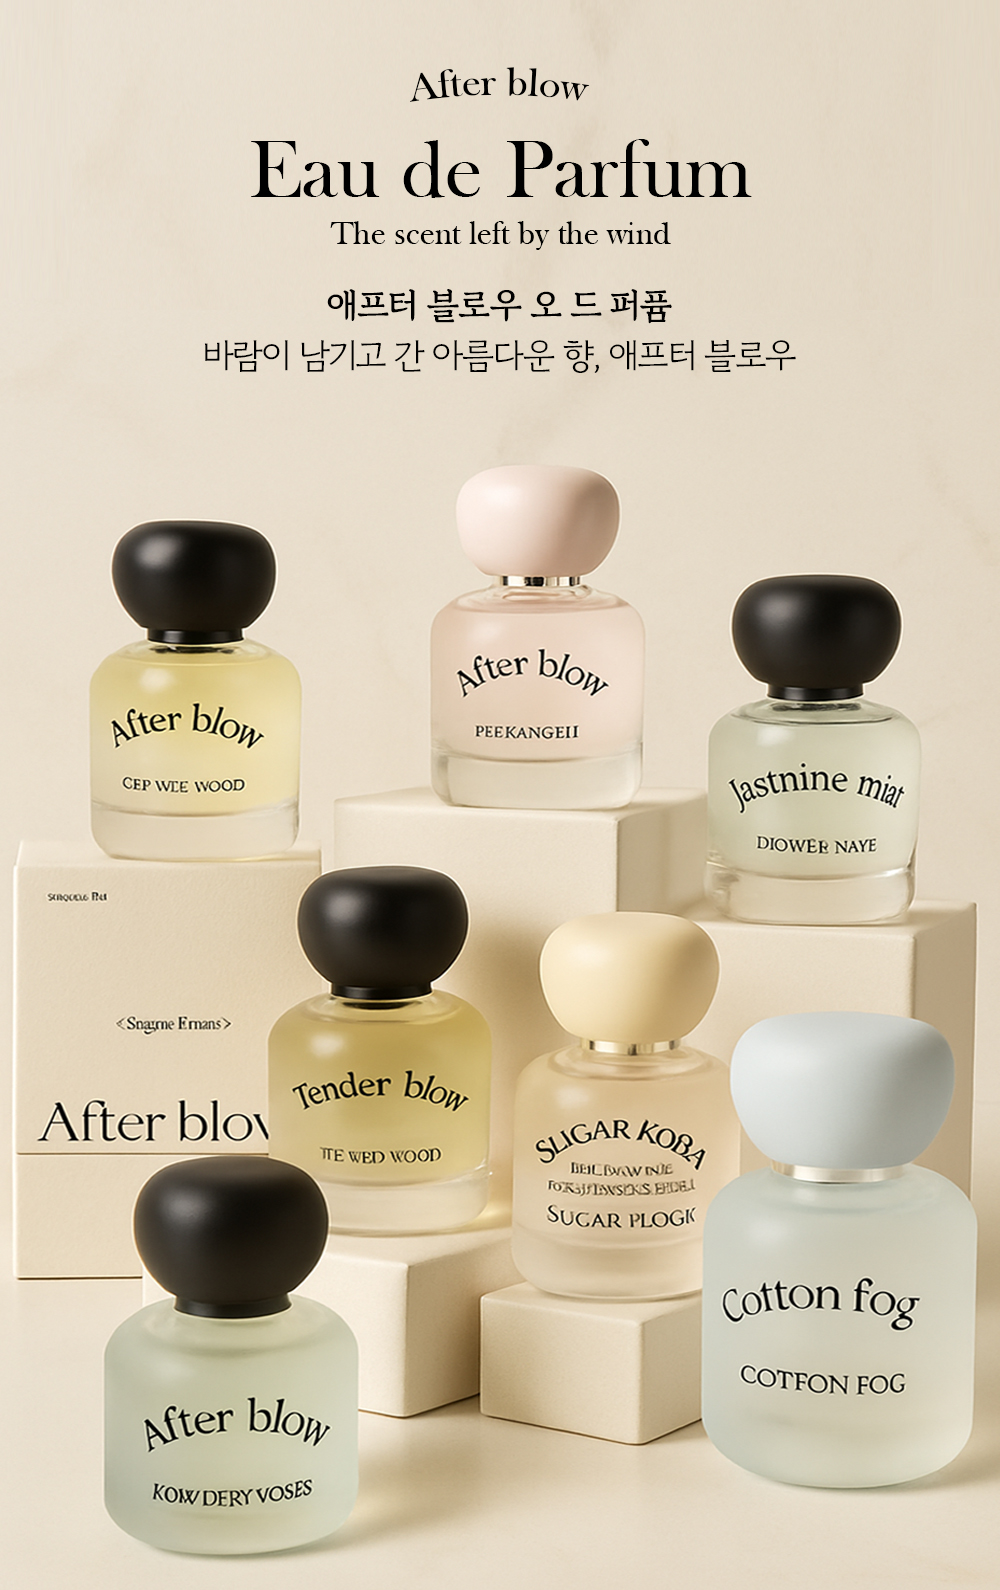 After blow
Eau de Parfum
The scent left by the wind
애프터 블로우 오 드 퍼퓸
바람이 남기고 간 아름다운 향, 애프터 블로우
After blow
PEEKANGEII
After blow
CEP WEE WOOD
Jastnine miat
DIOWER NAYE
<Snagrne Ernans>
After blow
Tender blow
TTE WED WOOD
SLIGAR KOBA
SUGAR PLOGK
Cotton fog
COTFON FOG
After blow
KOWDERY VOSES